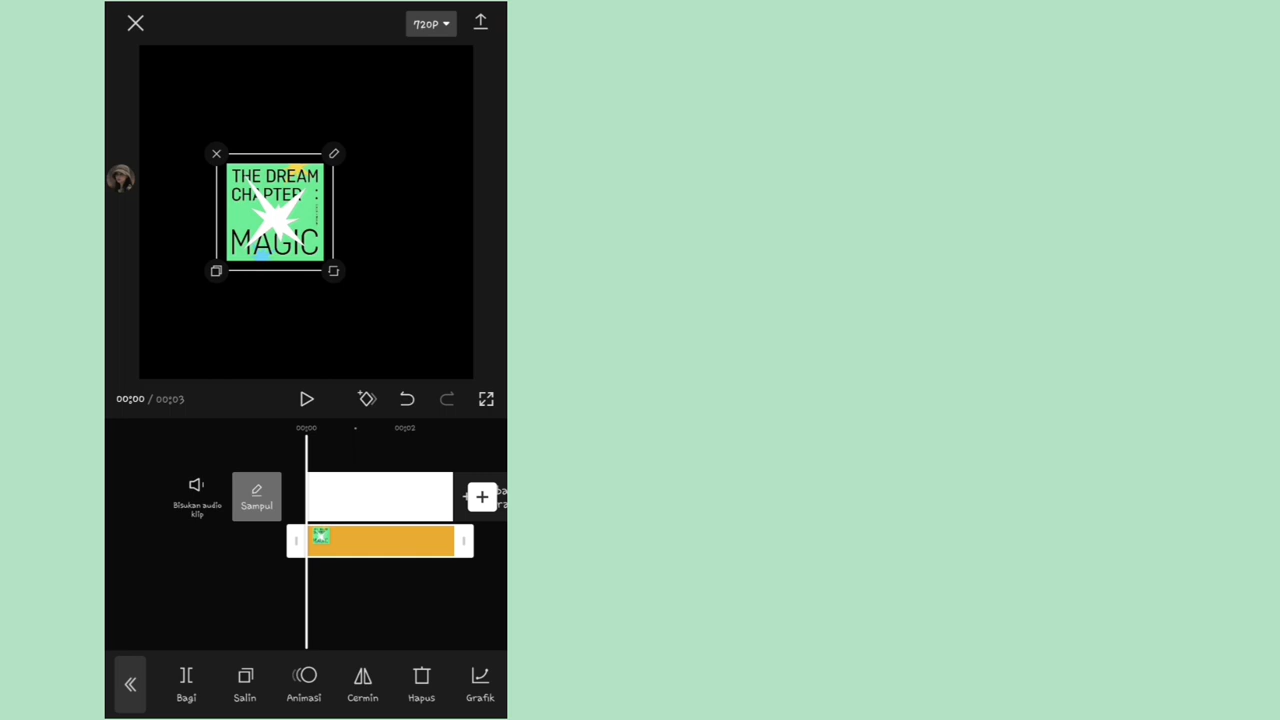 720P
THE DREAM
CHAPTER
MAGIC
00:00 / 00:03
00:00
00:02
Bisukan audio
klip
Sampul
Bagi
Salin
Animasi
Cermin
Hapus
Grafik